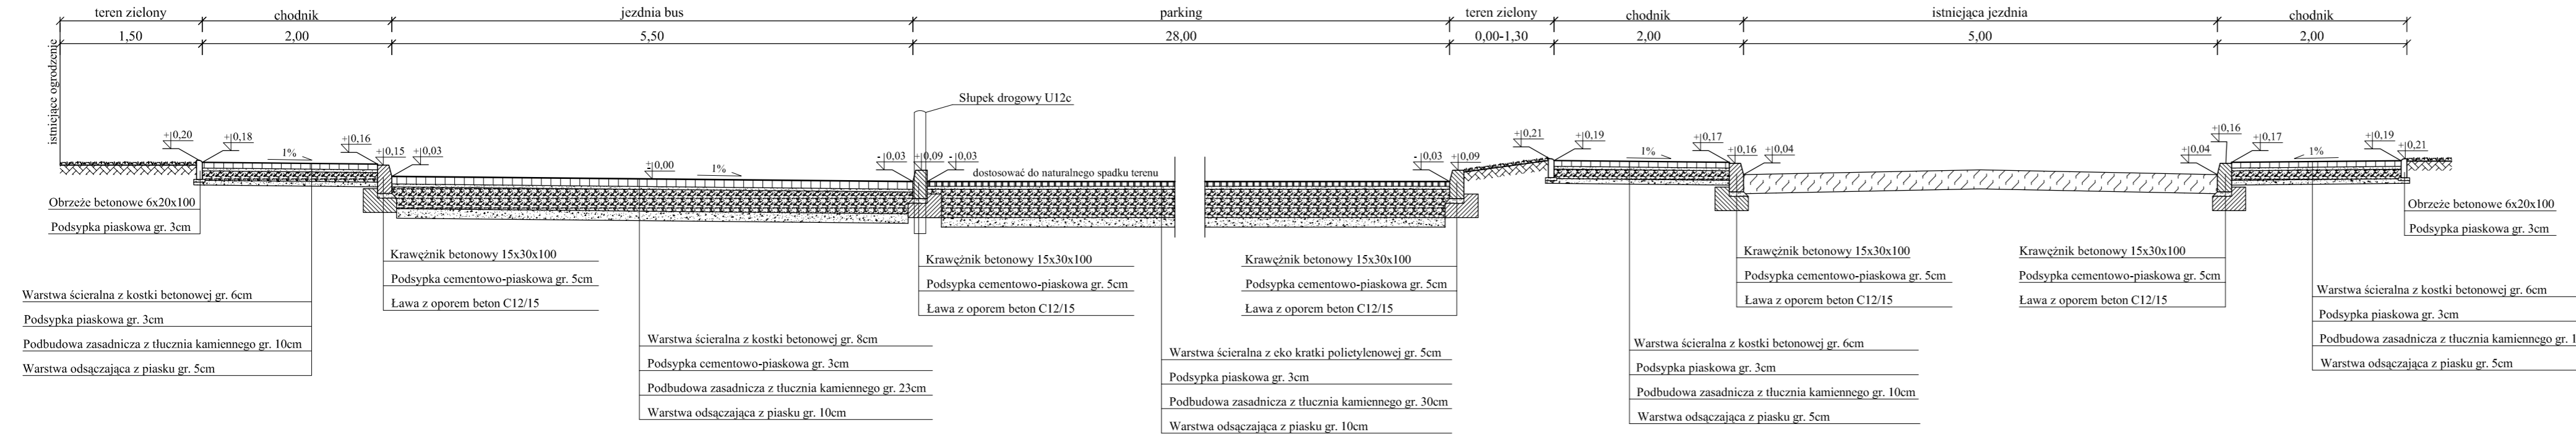 teren zielony
chodnik
jezdnia bus
parking
teren zielony
chodnik
istniejąca jezdnia
chodnik
1,50
2,00
5,50
28,00
0,00-1,30
2,00
5,00
2,00
istniejące ogrodzenie
Słupek drogowy U12c
+0,20
+0,18
1%
+0,16
+0,15
+0,03
+0,00
1%
-0,03
+0,09
-0,03
dostosować do naturalnego spadku terenu
-0,03
+0,09
+0,21
+0,19
1%
+0,17
+0,16
+0,04
+0,04
+0,16
+0,17
1%
+0,19
+0,21
Obrzeże betonowe 6x20x100
Podsypka piaskowa gr. 3cm
Warstwa ścieralna z kostki betonowej gr. 6cm
Podsypka piaskowa gr. 3cm
Podbudowa zasadnicza z tłucznia kamiennego gr. 10cm
Warstwa odsączająca z piasku gr. 5cm
Krawężnik betonowy 15x30x100
Podsypka cementowo-piaskowa gr. 5cm
Ława z oporem beton C12/15
Warstwa ścieralna z kostki betonowej gr. 8cm
Podsypka cementowo-piaskowa gr. 3cm
Podbudowa zasadnicza z tłucznia kamiennego gr. 23cm
Warstwa odsączająca z piasku gr. 10cm
Krawężnik betonowy 15x30x100
Podsypka cementowo-piaskowa gr. 5cm
Ława z oporem beton C12/15
Warstwa ścieralna z eko kratki polietylenowej gr. 5cm
Podsypka piaskowa gr. 3cm
Podbudowa zasadnicza z tłucznia kamiennego gr. 30cm
Warstwa odsączająca z piasku gr. 10cm
Krawężnik betonowy 15x30x100
Podsypka cementowo-piaskowa gr. 5cm
Ława z oporem beton C12/15
Warstwa ścieralna z kostki betonowej gr. 6cm
Podsypka piaskowa gr. 3cm
Podbudowa zasadnicza z tłucznia kamiennego gr. 10cm
Warstwa odsączająca z piasku gr. 5cm
Krawężnik betonowy 15x30x100
Podsypka cementowo-piaskowa gr. 5cm
Ława z oporem beton C12/15
Krawężnik betonowy 15x30x100
Podsypka cementowo-piaskowa gr. 5cm
Ława z oporem beton C12/15
Obrzeże betonowe 6x20x100
Podsypka piaskowa gr. 3cm
Warstwa ścieralna z kostki betonowej gr. 6cm
Podsypka piaskowa gr. 3cm
Podbudowa zasadnicza z tłucznia kamiennego gr. 1
Warstwa odsączająca z piasku gr. 5cm